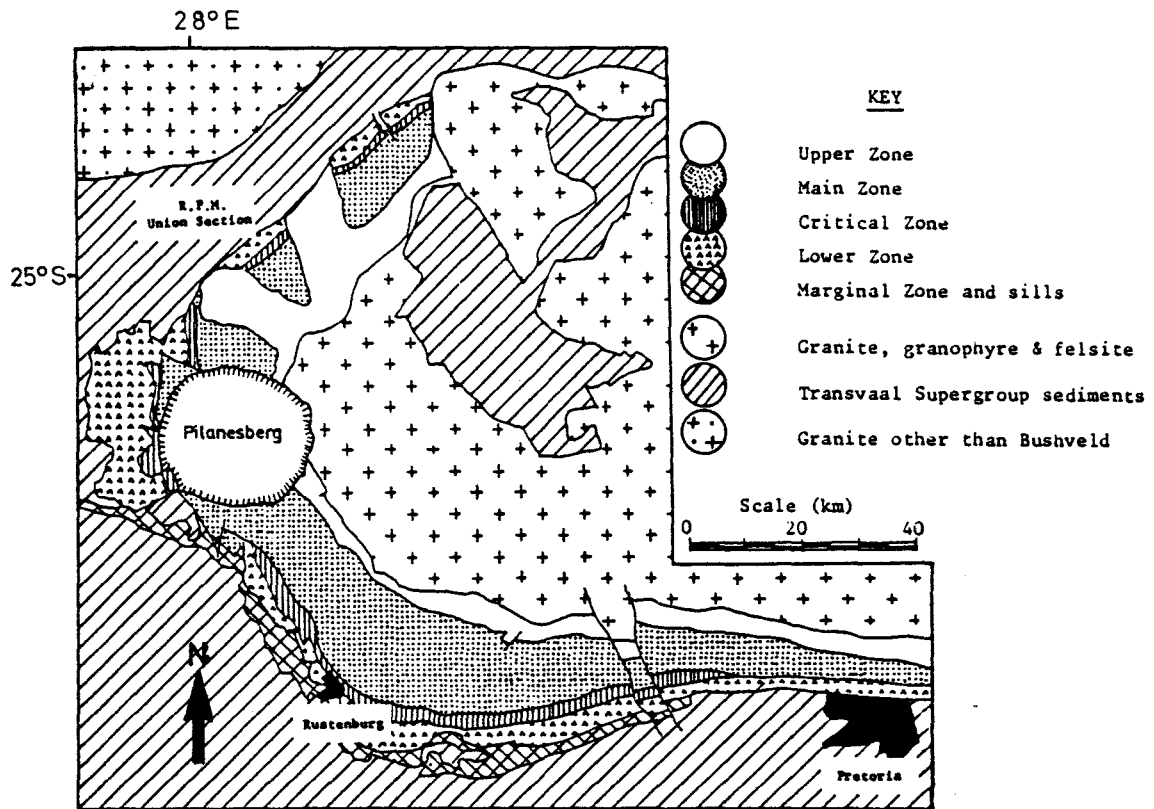 28°E
KEY
Upper Zone
Main Zone
R.P.M.
Union Section
Critical Zone
Lower Zone
25°S
Marginal Zone and sills
Granite, granophyre & felsite
Transvaal Supergroup sediments
Pilanesberg
Granite other than Bushveld
Scale (km)
0 20 40
N
Rustenburg
Pretoria